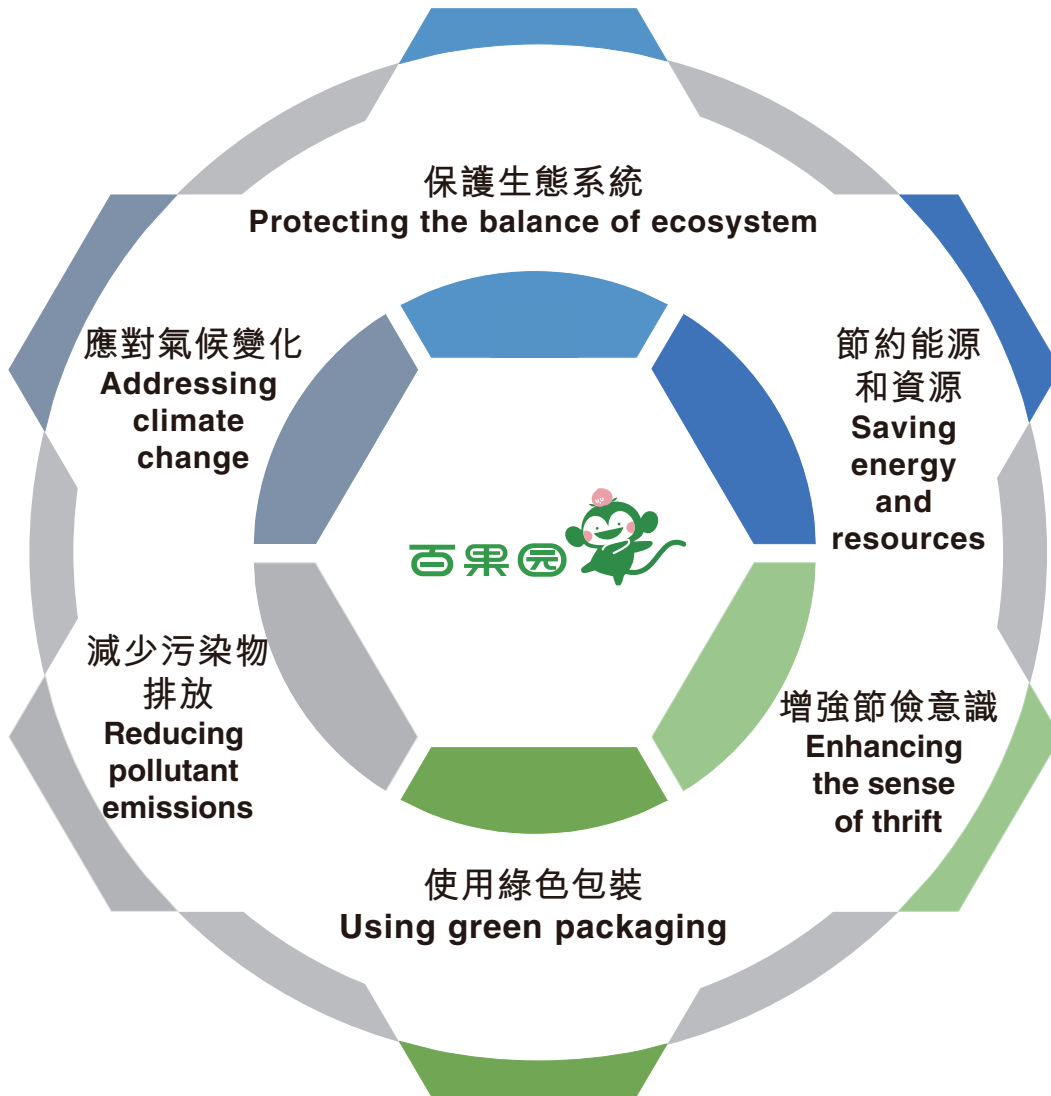 保護生態系統
Protecting the balance of ecosystem
節約能源
和資源
Saving
energy
and
resources
增強節儉意識
Enhancing
the sense
of thrift
使用綠色包裝
Using green packaging
減少污染物
排放
Reducing
pollutant
emissions
應對氣候變化
Addressing
climate
change
百果园